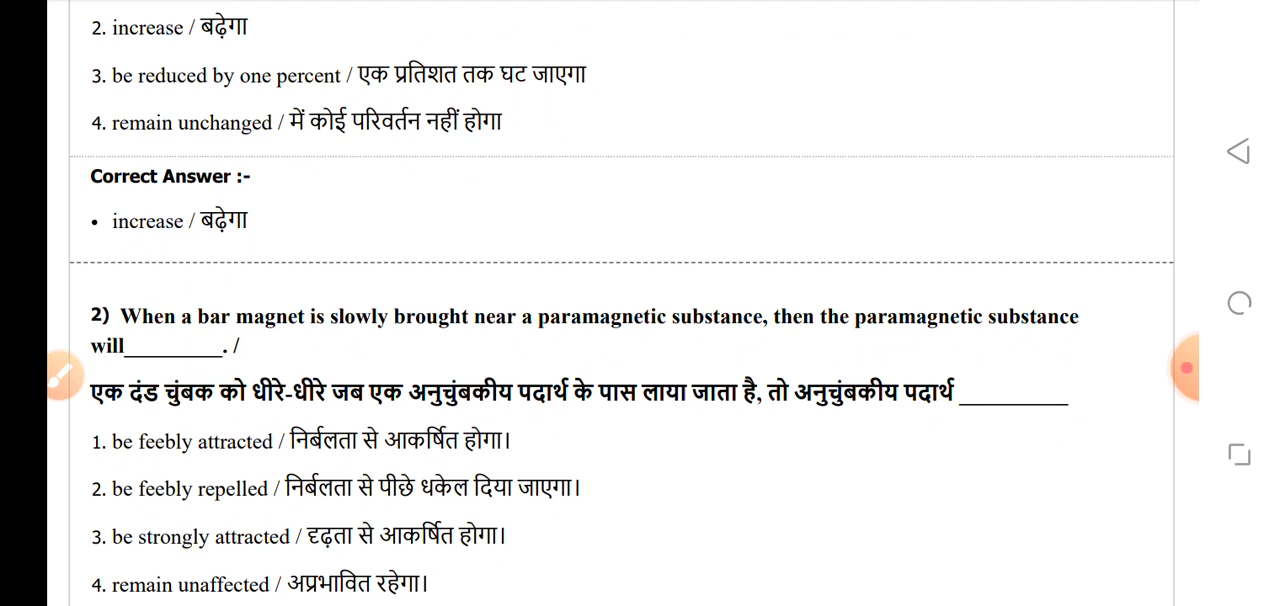 2. increase / बढ़ेगा
3. be reduced by one percent / एक प्रतिशत तक घट जाएगा
4. remain unchanged / में कोई परिवर्तन नहीं होगा
Correct Answer :-
• increase / बढ़ेगा
2) When a bar magnet is slowly brought near a paramagnetic substance, then the paramagnetic substance
will_________. /
एक दंड चुंबक को धीरे-धीरे जब एक अनुचुंबकीय पदार्थ के पास लाया जाता है, तो अनुचुंबकीय पदार्थ _________
1. be feebly attracted / निर्बलता से आकर्षित होगा।
2. be feebly repelled / निर्बलता से पीछे धकेल दिया जाएगा।
3. be strongly attracted / दृढ़ता से आकर्षित होगा।
4. remain unaffected / अप्रभावित रहेगा।